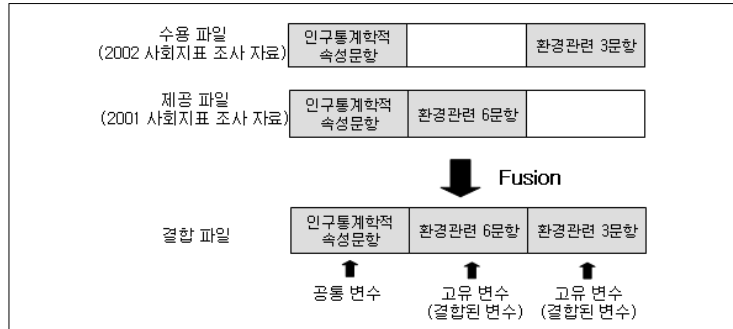 수용 파일
(2002 사회지표 조사 자료)
인구통계학적
속성문항
환경관련 3문항
제공 파일
(2001 사회지표 조사 자료)
인구통계학적
속성문항
환경관련 6문항
Fusion
결합 파일
인구통계학적
속성문항
환경관련 6문항
환경관련 3문항
공통 변수
고유 변수
(결합된 변수)
고유 변수
(결합된 변수)